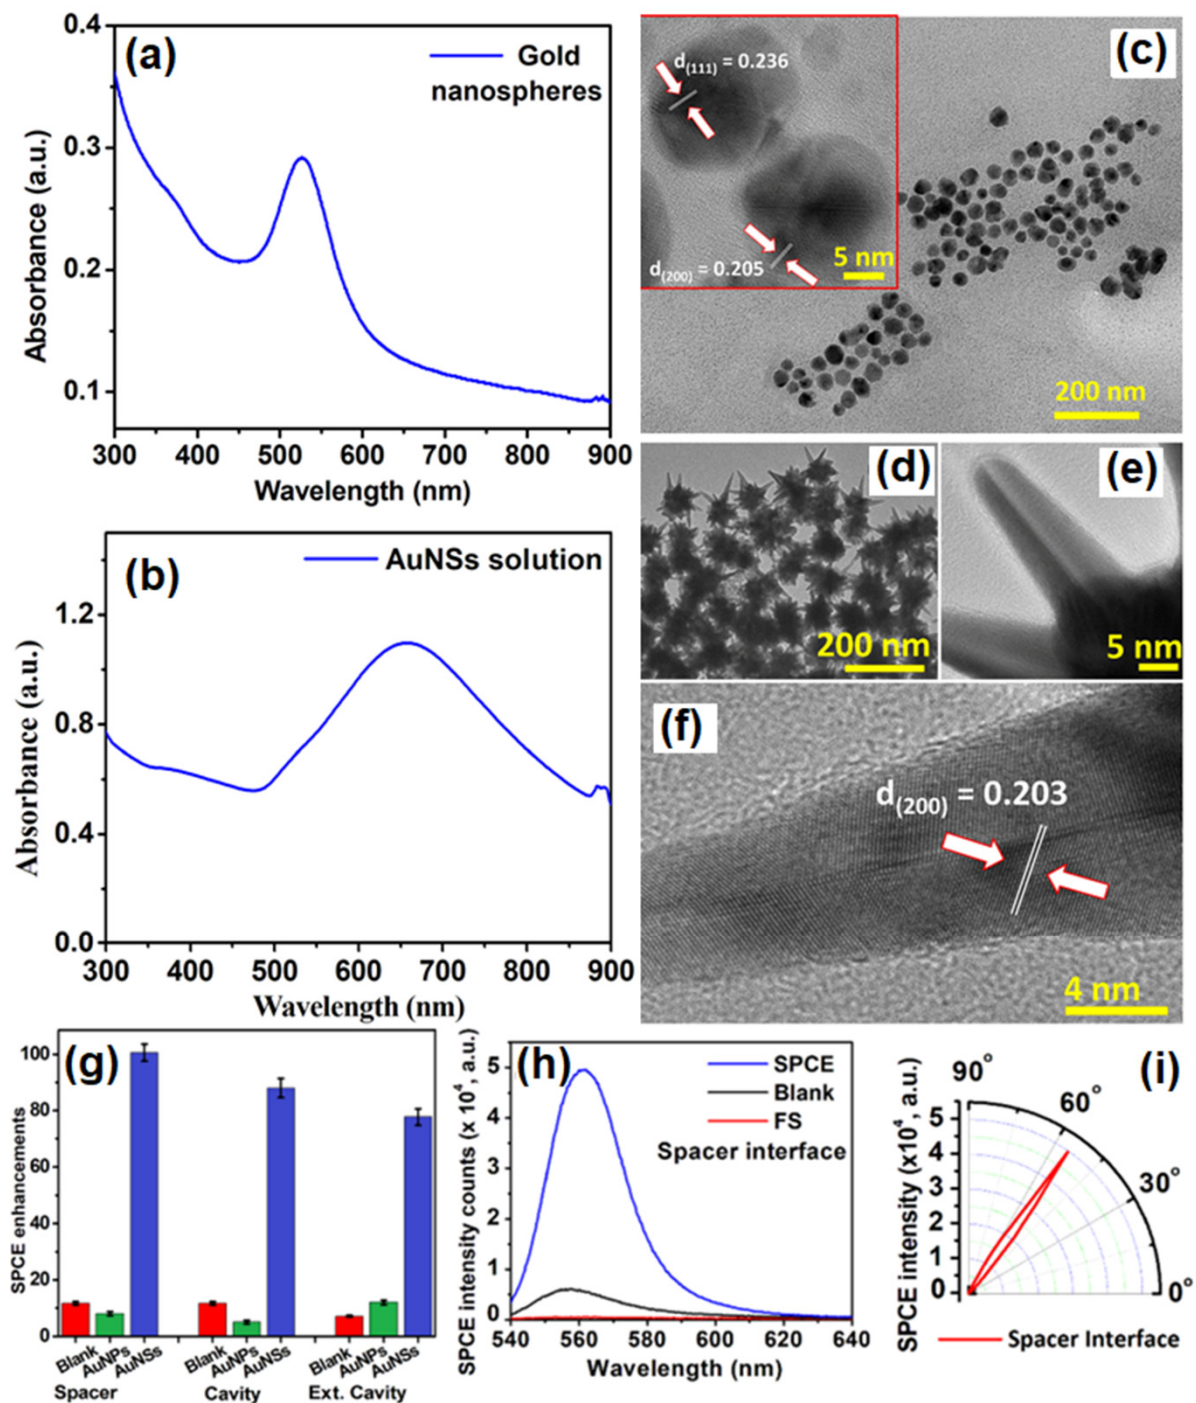 (a)
Gold
nanospheres
0.4
0.3
0.2
0.1
Absorbance (a.u.)
300 400 500 600 700 800 900
Wavelength (nm)
(b)
AuNSs solution
1.2
0.8
0.4
0.0
Absorbance (a.u.)
300 400 500 600 700 800 900
Wavelength (nm)
(c)
d(111) = 0.236
d(200) = 0.205
5 nm
200 nm
(d)
200 nm
(e)
5 nm
(f)
d(200) = 0.203
4 nm
(g)
100
80
60
40
20
0
SPCE enhancements
Blank AuNPs AuNSs Blank AuNPs AuNSs Blank AuNPs AuNSs
Spacer Cavity Ext. Cavity
(h)
SPCE
Blank
FS
Spacer interface
5
4
3
2
1
0
SPCE intensity counts (x 10⁴, a.u.)
540 560 580 600 620 640
Wavelength (nm)
(i)
90°
60°
30°
0°
5
4
3
2
1
0
SPCE intensity (x10⁴, a.u.)
Spacer Interface